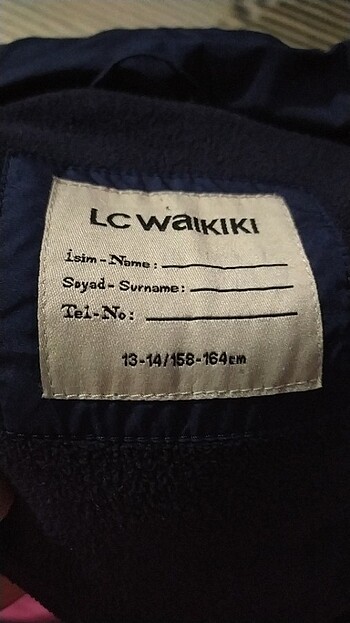 LC WAIKIKI
İsim-Name:
Soyad-Surname:
Tel-No:
13-14/158-164cm